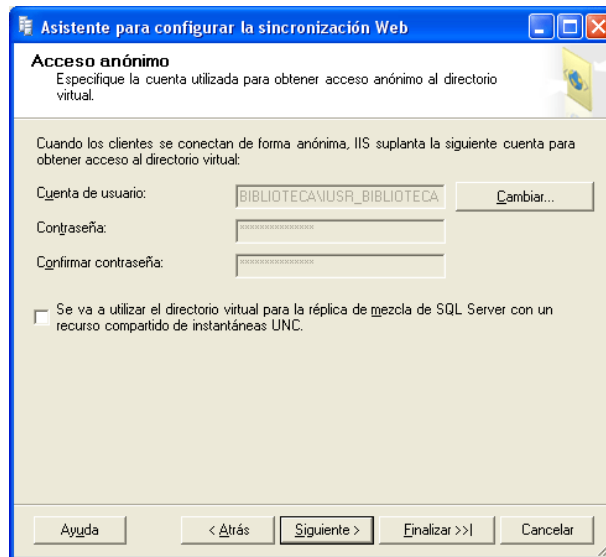 Asistente para configurar la sincronización Web
Acceso anónimo
Especifique la cuenta utilizada para obtener acceso anónimo al directorio
virtual.
Cuando los clientes se conectan de forma anónima, IIS suplanta la siguiente cuenta para
obtener acceso al directorio virtual:
Cuenta de usuario: BIBLIOTECA\IUSR_BIBLIOTECA Cambiar...
Contraseña: ***************
Confirmar contraseña: ***************
Se va a utilizar el directorio virtual para la réplica de mezcla de SQL Server con un
recurso compartido de instantáneas UNC.
Ayuda < Atrás Siguiente > Finalizar >>| Cancelar